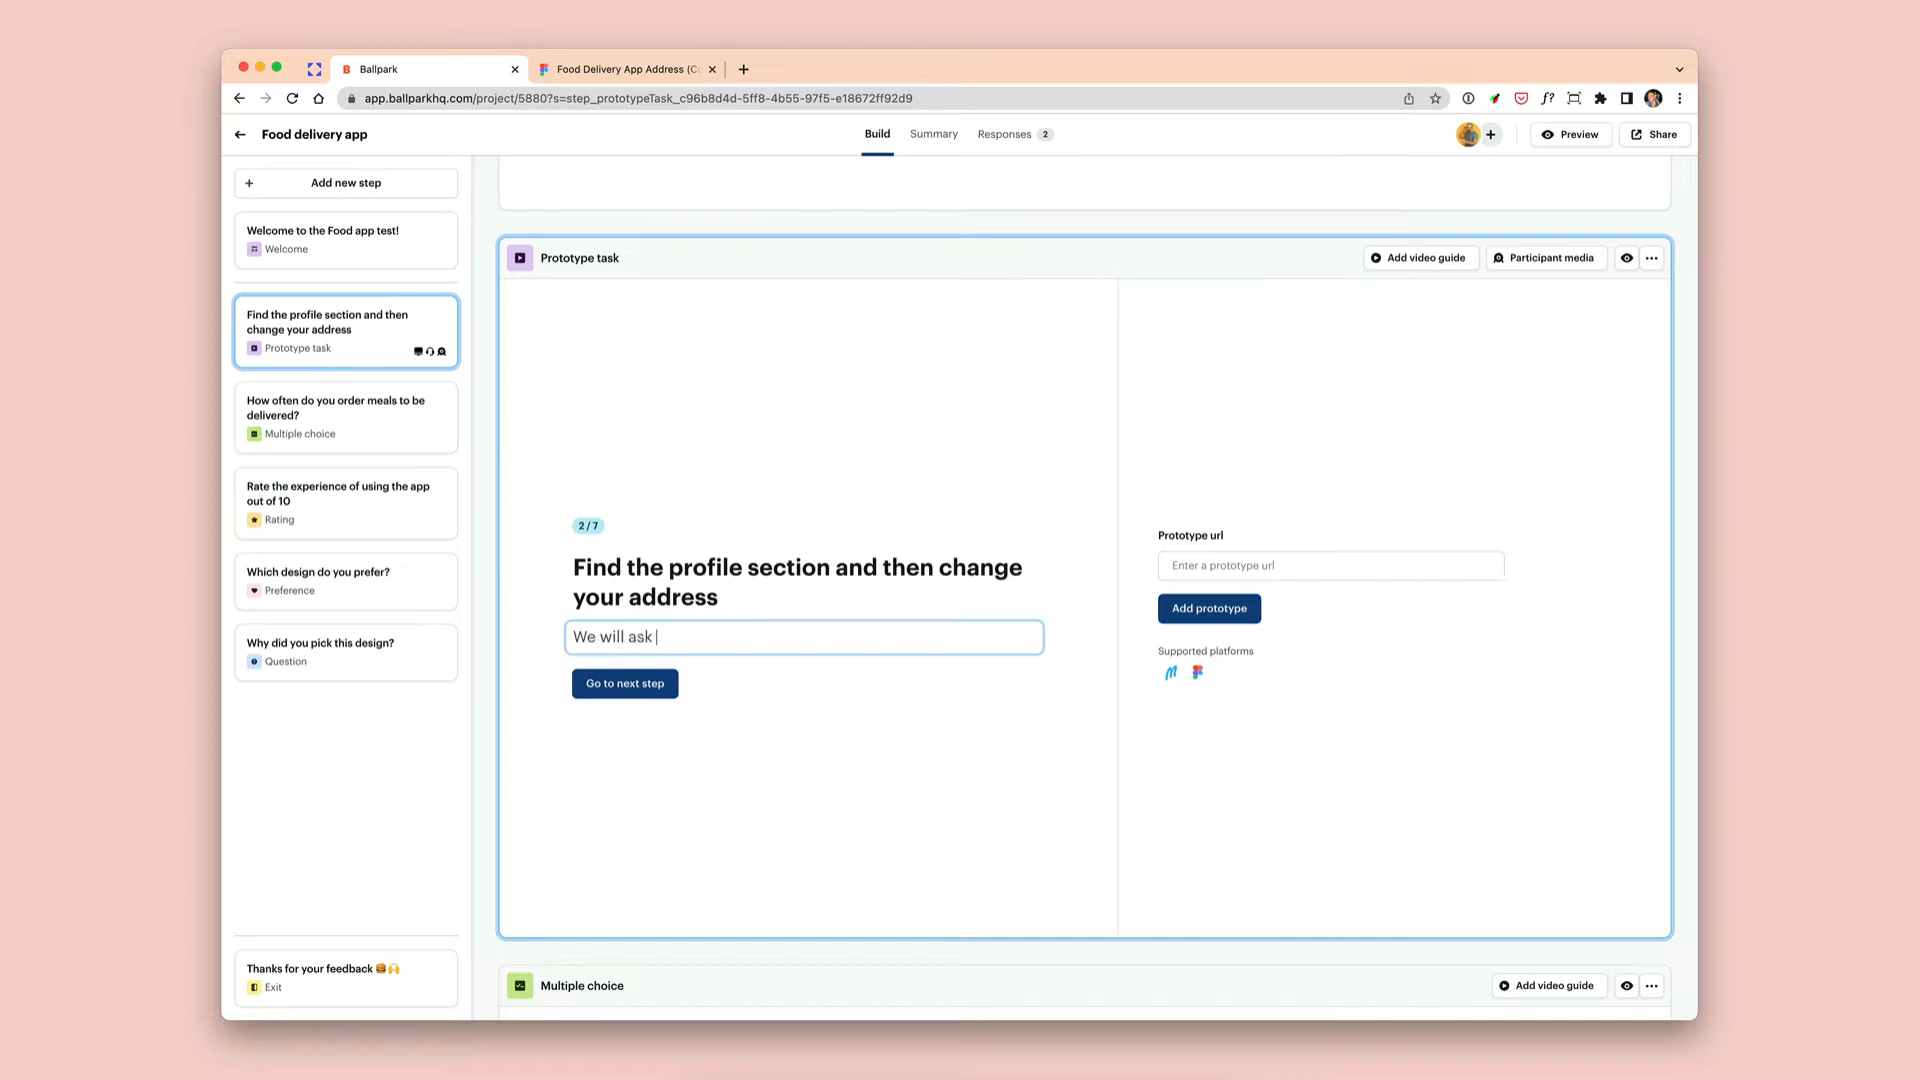 B Ballpark
Food Delivery App Address (C
app.ballparkhq.com/project/5880?s=step_prototypeTask_c96b8d4d-5ff8-4b55-97f5-e18672ff92d9
f?
Food delivery app
Build
Summary
Responses 2
Preview
Share
Add new step
Welcome to the Food app test!
Welcome
Find the profile section and then
change your address
Prototype task
How often do you order meals to be
delivered?
Multiple choice
Rate the experience of using the app
out of 10
Rating
Which design do you prefer?
Preference
Why did you pick this design?
Question
Thanks for your feedback 🍔🙌
Exit
Prototype task
Add video guide
Participant media
2 / 7
Find the profile section and then change
your address
We will ask
Go to next step
Prototype url
Enter a prototype url
Add prototype
Supported platforms
Multiple choice
Add video guide